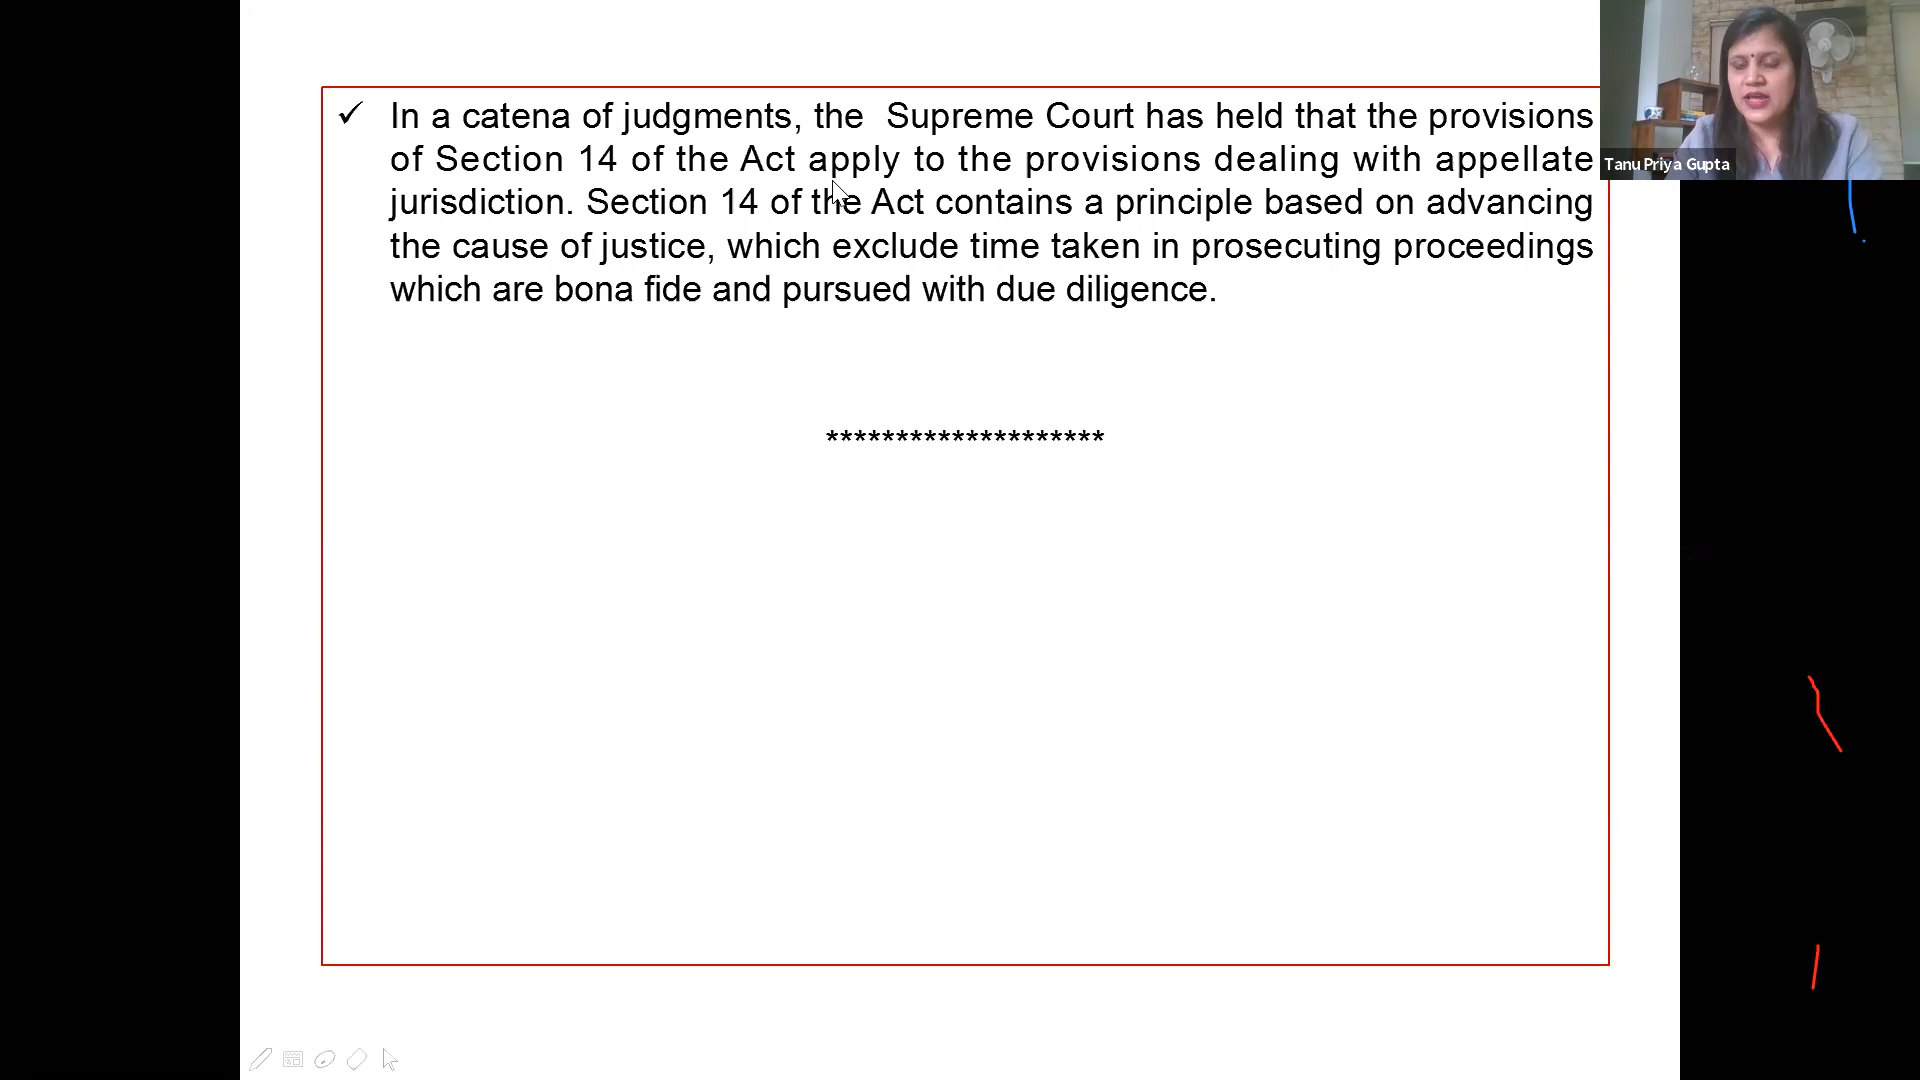 ✓ In a catena of judgments, the Supreme Court has held that the provisions
of Section 14 of the Act apply to the provisions dealing with appellate
jurisdiction. Section 14 of the Act contains a principle based on advancing
the cause of justice, which exclude time taken in prosecuting proceedings
which are bona fide and pursued with due diligence.
********************
Tanu Priya Gupta